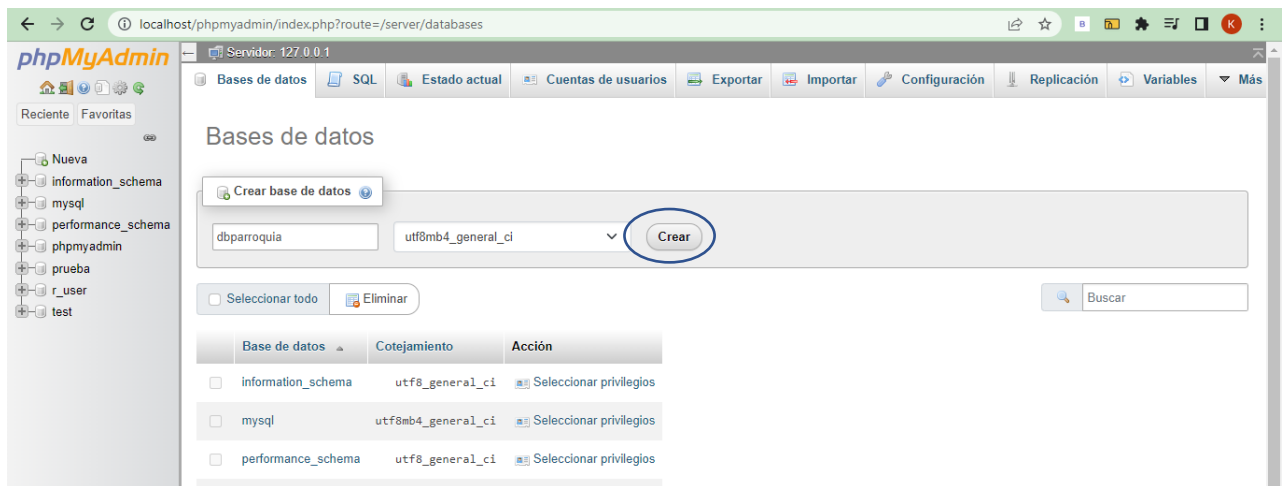 localhost/phpmyadmin/index.php?route=/server/databases
B
K
phpMyAdmin
Servidor: 127.0.0.1
Bases de datos SQL Estado actual Cuentas de usuarios Exportar Importar Configuración Replicación Variables Más
Reciente Favoritas
Nueva
information_schema
mysql
performance_schema
phpmyadmin
prueba
r_user
test
Bases de datos
Crear base de datos
dbparroquia utf8mb4_general_ci Crear
Seleccionar todo Eliminar Buscar
Base de datos Cotejamiento Acción
information_schema utf8_general_ci Seleccionar privilegios
mysql utf8mb4_general_ci Seleccionar privilegios
performance_schema utf8_general_ci Seleccionar privilegios